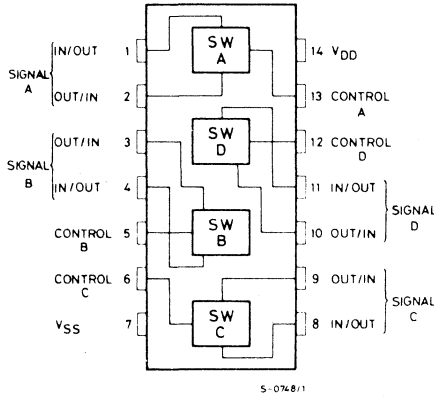 IN/OUT 1
SIGNAL A
OUT/IN 2
OUT/IN 3
SIGNAL B
IN/OUT 4
CONTROL B 5
CONTROL C 6
VSS 7
SW A
SW D
SW B
SW C
14 VDD
13 CONTROL A
12 CONTROL D
11 IN/OUT
SIGNAL D
10 OUT/IN
9 OUT/IN
SIGNAL C
8 IN/OUT
S-0748/1